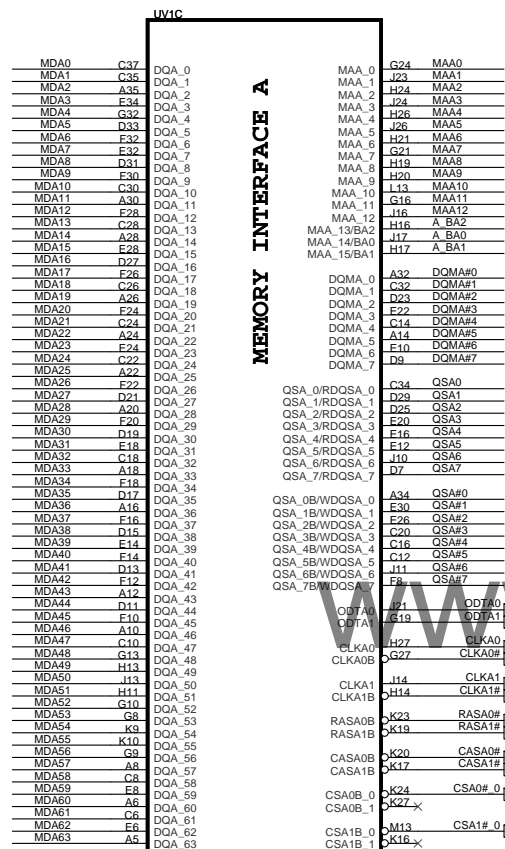 UV1C
MEMORY INTERFACE A
MDA0 C37 DQA_0
MDA1 C35 DQA_1
MDA2 A35 DQA_2
MDA3 E34 DQA_3
MDA4 G32 DQA_4
MDA5 D33 DQA_5
MDA6 F32 DQA_6
MDA7 E32 DQA_7
MDA8 D31 DQA_8
MDA9 F30 DQA_9
MDA10 C30 DQA_10
MDA11 A30 DQA_11
MDA12 F28 DQA_12
MDA13 C28 DQA_13
MDA14 A28 DQA_14
MDA15 E28 DQA_15
MDA16 D27 DQA_16
MDA17 F26 DQA_17
MDA18 C26 DQA_18
MDA19 A26 DQA_19
MDA20 F24 DQA_20
MDA21 C24 DQA_21
MDA22 A24 DQA_22
MDA23 E24 DQA_23
MDA24 C22 DQA_24
MDA25 A22 DQA_25
MDA26 F22 DQA_26
MDA27 D21 DQA_27
MDA28 A20 DQA_28
MDA29 F20 DQA_29
MDA30 D19 DQA_30
MDA31 E18 DQA_31
MDA32 C18 DQA_32
MDA33 A18 DQA_33
MDA34 F18 DQA_34
MDA35 D17 DQA_35
MDA36 A16 DQA_36
MDA37 F16 DQA_37
MDA38 D15 DQA_38
MDA39 E14 DQA_39
MDA40 F14 DQA_40
MDA41 D13 DQA_41
MDA42 F12 DQA_42
MDA43 A12 DQA_43
MDA44 D11 DQA_44
MDA45 F10 DQA_45
MDA46 A10 DQA_46
MDA47 C10 DQA_47
MDA48 G13 DQA_48
MDA49 H13 DQA_49
MDA50 J13 DQA_50
MDA51 H11 DQA_51
MDA52 G10 DQA_52
MDA53 G8 DQA_53
MDA54 K9 DQA_54
MDA55 K10 DQA_55
MDA56 G9 DQA_56
MDA57 A8 DQA_57
MDA58 C8 DQA_58
MDA59 E8 DQA_59
MDA60 A6 DQA_60
MDA61 C6 DQA_61
MDA62 E6 DQA_62
MDA63 A5 DQA_63
MAA_0 G24 MAA0
MAA_1 J23 MAA1
MAA_2 H24 MAA2
MAA_3 J24 MAA3
MAA_4 H26 MAA4
MAA_5 J26 MAA5
MAA_6 H21 MAA6
MAA_7 G21 MAA7
MAA_8 H19 MAA8
MAA_9 H20 MAA9
MAA_10 L13 MAA10
MAA_11 G16 MAA11
MAA_12 J16 MAA12
MAA_13/BA2 H16 A_BA2
MAA_14/BA0 J17 A_BA0
MAA_15/BA1 H17 A_BA1
DQMA_0 A32 DQMA#0
DQMA_1 C32 DQMA#1
DQMA_2 D23 DQMA#2
DQMA_3 E22 DQMA#3
DQMA_4 C14 DQMA#4
DQMA_5 A14 DQMA#5
DQMA_6 E10 DQMA#6
DQMA_7 D9 DQMA#7
QSA_0/RDQSA_0 C34 QSA0
QSA_1/RDQSA_1 D29 QSA1
QSA_2/RDQSA_2 D25 QSA2
QSA_3/RDQSA_3 E20 QSA3
QSA_4/RDQSA_4 E16 QSA4
QSA_5/RDQSA_5 E12 QSA5
QSA_6/RDQSA_6 J10 QSA6
QSA_7/RDQSA_7 D7 QSA7
QSA_0B/WDQSA_0 A34 QSA#0
QSA_1B/WDQSA_1 E30 QSA#1
QSA_2B/WDQSA_2 E26 QSA#2
QSA_3B/WDQSA_3 C20 QSA#3
QSA_4B/WDQSA_4 C16 QSA#4
QSA_5B/WDQSA_5 C12 QSA#5
QSA_6B/WDQSA_6 J11 QSA#6
QSA_7B/WDQSA_7 F8 QSA#7
ODTA0 J21 ODTA0
ODTA1 G19 ODTA1
CLKA0 H27 CLKA0
CLKA0B G27 CLKA0#
CLKA1 J14 CLKA1
CLKA1B H14 CLKA1#
RASA0B K23 RASA0#
RASA1B K19 RASA1#
CASA0B K20 CASA0#
CASA1B K17 CASA1#
CSA0B_0 K24 CSA0#_0
CSA0B_1 K27
CSA1B_0 M13 CSA1#_0
CSA1B_1 K16